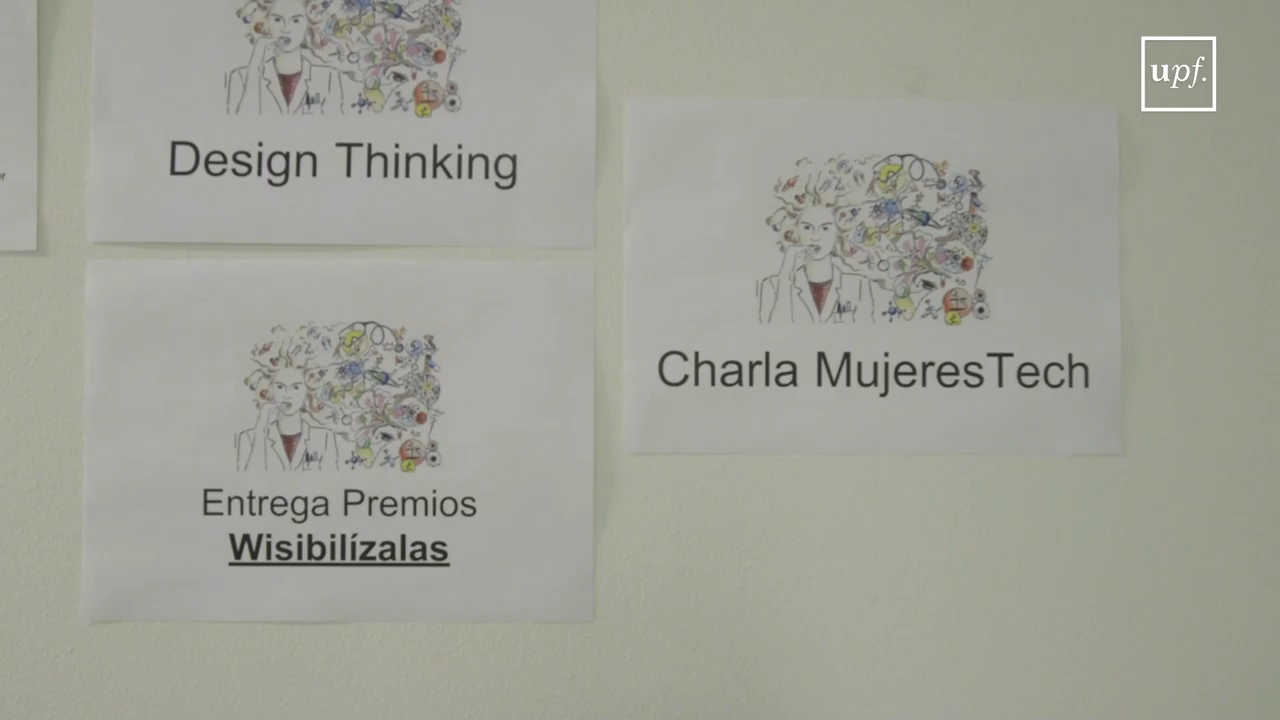 upf.
Design Thinking
Charla MujeresTech
Entrega Premios
Wisibilízalas